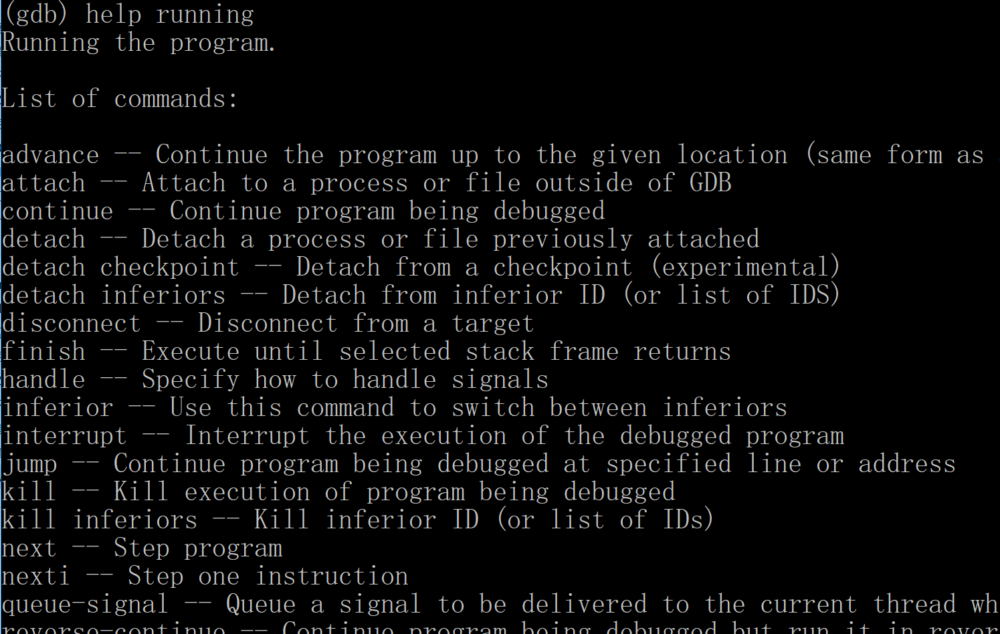 (gdb) help running
Running the program.
List of commands:
advance -- Continue the program up to the given location (same form as
attach -- Attach to a process or file outside of GDB
continue -- Continue program being debugged
detach -- Detach a process or file previously attached
detach checkpoint -- Detach from a checkpoint (experimental)
detach inferiors -- Detach from inferior ID (or list of IDS)
disconnect -- Disconnect from a target
finish -- Execute until selected stack frame returns
handle -- Specify how to handle signals
inferior -- Use this command to switch between inferiors
interrupt -- Interrupt the execution of the debugged program
jump -- Continue program being debugged at specified line or address
kill -- Kill execution of program being debugged
kill inferiors -- Kill inferior ID (or list of IDs)
next -- Step program
nexti -- Step one instruction
queue-signal -- Queue a signal to be delivered to the current thread wh
reverse-continue -- Continue program being debugged but run it in rever